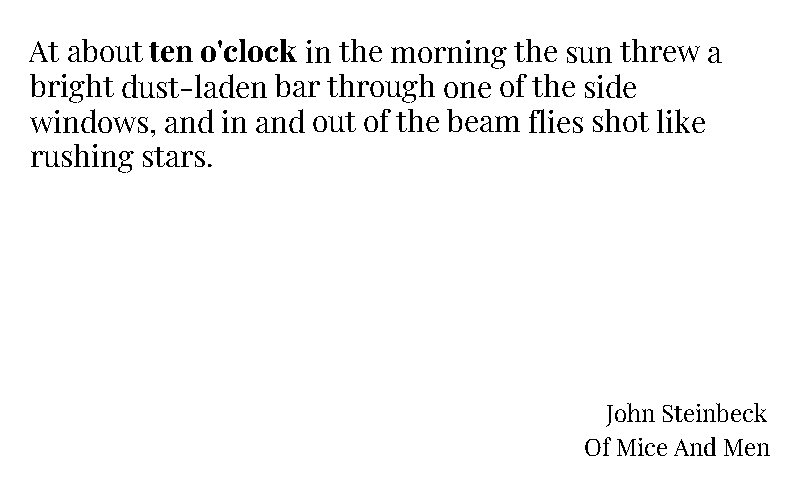 At about ten o'clock in the morning the sun threw a
bright dust-laden bar through one of the side
windows, and in and out of the beam flies shot like
rushing stars.
John Steinbeck
Of Mice And Men